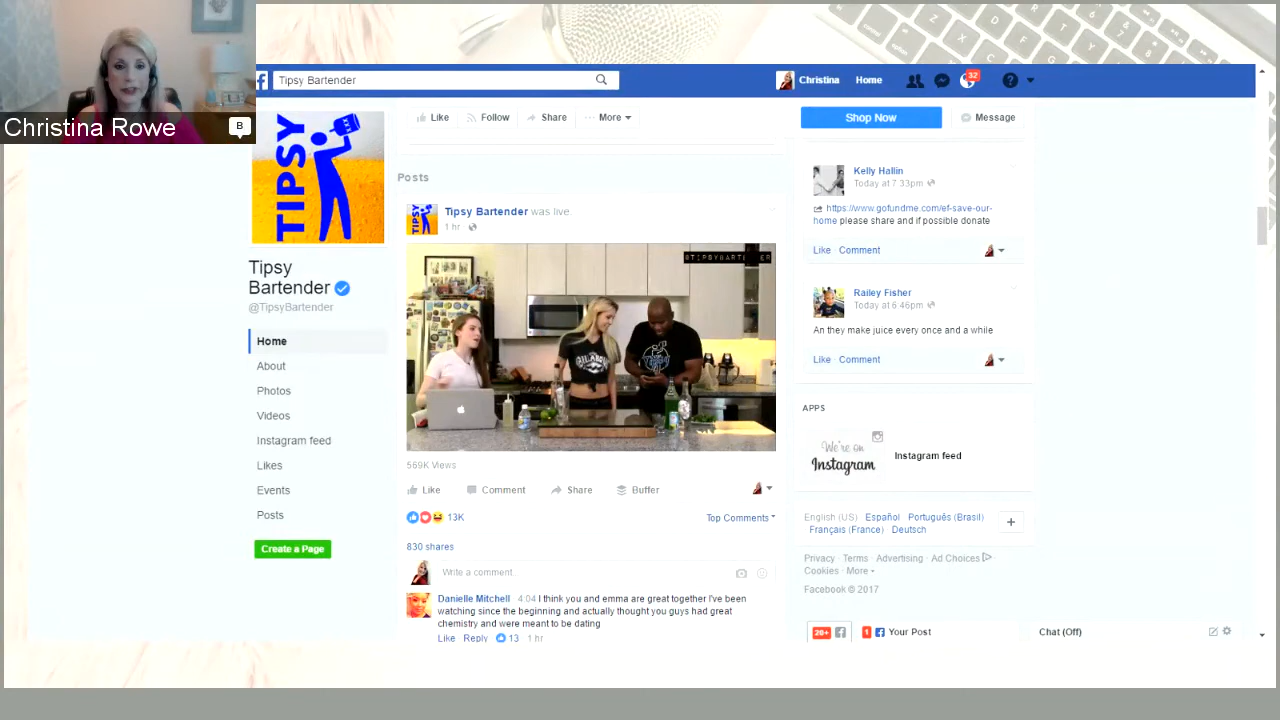 Christina Rowe
B
Tipsy Bartender
Christina
Home
32
TIPSY
Like
Follow
Share
More
Shop Now
Message
Tipsy
Bartender
@TipsyBartender
Home
About
Photos
Videos
Instagram feed
Likes
Events
Posts
Create a Page
Posts
Tipsy Bartender was live.
1 hr
@TIPSYBARTENDER
569K Views
Like
Comment
Share
Buffer
13K
Top Comments
830 shares
Write a comment...
Danielle Mitchell 4:04 I think you and emma are great together I've been
watching since the beginning and actually thought you guys had great
chemistry and were meant to be dating
Like · Reply · 13 · 1 hr
Kelly Hallin
Today at 7:33pm
https://www.gofundme.com/ef-save-our-
home please share and if possible donate
Like · Comment
Railey Fisher
Today at 6:46pm
An they make juice every once and a while
Like · Comment
APPS
We're on
Instagram
Instagram feed
English (US) · Español · Português (Brasil) ·
Français (France) · Deutsch
Privacy · Terms · Advertising · Ad Choices ·
Cookies · More
Facebook © 2017
20+
1
Your Post
Chat (Off)